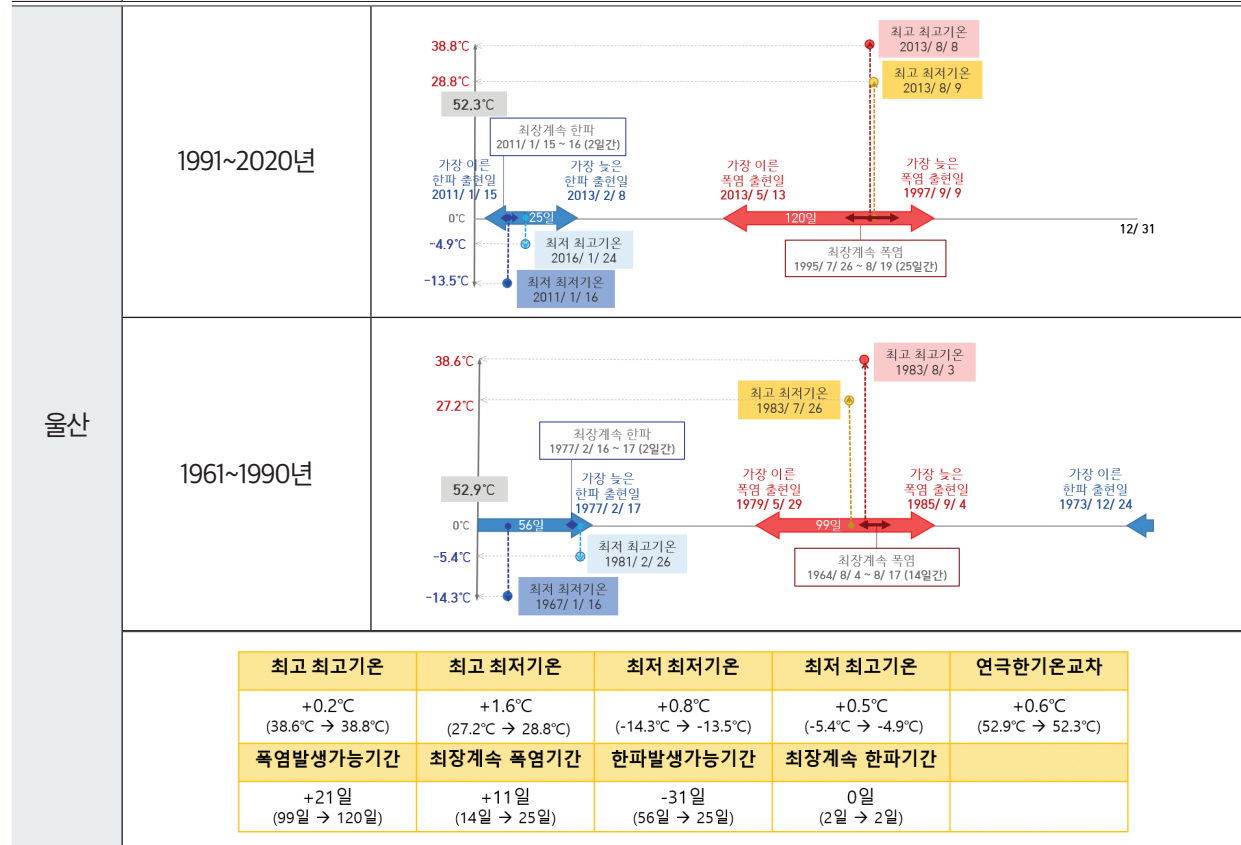 울산
1991~2020년
38.8℃
최고 최고기온
2013/ 8/ 8
28.8℃
최고 최저기온
2013/ 8/ 9
52.3℃
최장계속 한파
2011/ 1/ 15 ~ 16 (2일간)
가장 이른
한파 출현일
2011/ 1/ 15
가장 늦은
한파 출현일
2013/ 2/ 8
가장 이른
폭염 출현일
2013/ 5/ 13
가장 늦은
폭염 출현일
1997/ 9/ 9
0℃
25일
120일
12/ 31
-4.9℃
최저 최고기온
2016/ 1/ 24
최장계속 폭염
1995/ 7/ 26 ~ 8/ 19 (25일간)
-13.5℃
최저 최저기온
2011/ 1/ 16
1961~1990년
38.6℃
최고 최고기온
1983/ 8/ 3
27.2℃
최고 최저기온
1983/ 7/ 26
최장계속 한파
1977/ 2/ 16 ~ 17 (2일간)
52.9℃
가장 늦은
한파 출현일
1977/ 2/ 17
가장 이른
폭염 출현일
1979/ 5/ 29
가장 늦은
폭염 출현일
1985/ 9/ 4
가장 이른
한파 출현일
1973/ 12/ 24
0℃
56일
99일
-5.4℃
최저 최고기온
1981/ 2/ 26
최장계속 폭염
1964/ 8/ 4 ~ 8/ 17 (14일간)
-14.3℃
최저 최저기온
1967/ 1/ 16
최고 최고기온 최고 최저기온 최저 최저기온 최저 최고기온 연극한기온교차
+0.2℃ +1.6℃ +0.8℃ +0.5℃ +0.6℃
(38.6℃ → 38.8℃) (27.2℃ → 28.8℃) (-14.3℃ → -13.5℃) (-5.4℃ → -4.9℃) (52.9℃ → 52.3℃)
폭염발생가능기간 최장계속 폭염기간 한파발생가능기간 최장계속 한파기간
+21일 +11일 -31일 0일
(99일 → 120일) (14일 → 25일) (56일 → 25일) (2일 → 2일)